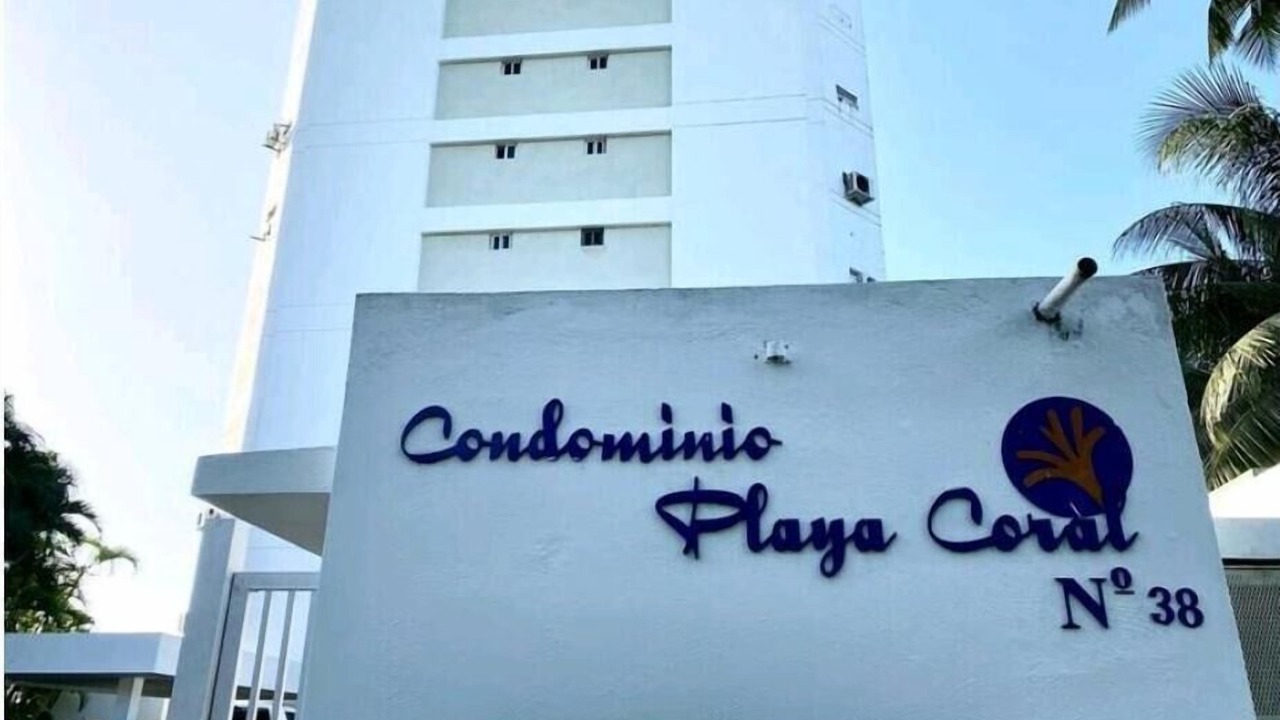 Condominio
Playa Coral
Nº 38